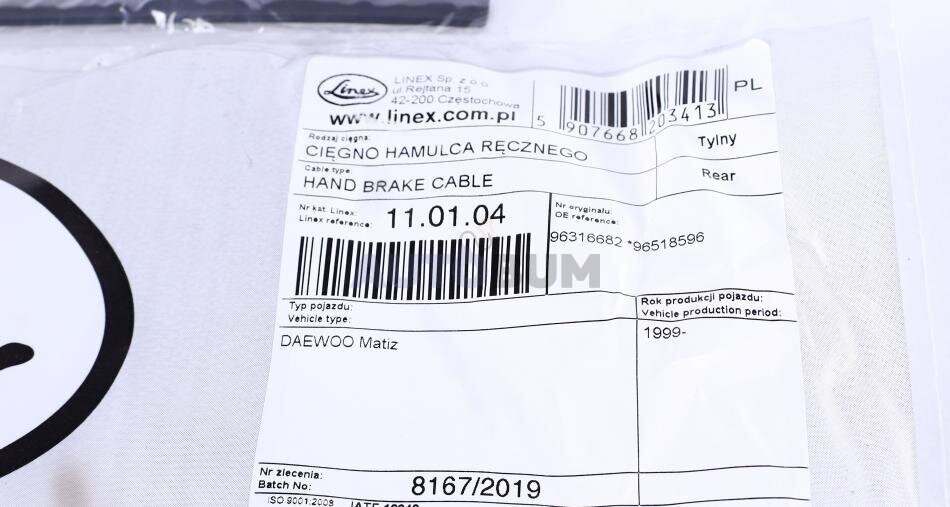 Linex
LINEX Sp. z o.o.
ul Rejtana 15
42-200 Częstochowa
www.linex.com.pl
5 907668 203413
PL
Rodzaj cięgna:
CIĘGNO HAMULCA RĘCZNEGO
Tylny
Cable type:
HAND BRAKE CABLE
Rear
Nr kat. Linex:
Linex reference:
11.01.04
Nr oryginału:
OE reference:
96316682 *96518596
AUTOBUM
Typ pojazdu:
Vehicle type:
Rok produkcji pojazdu:
Vehicle production period:
DAEWOO Matiz
1999-
Nr zlecenia:
Batch No:
8167/2019
ISO 9001:2008